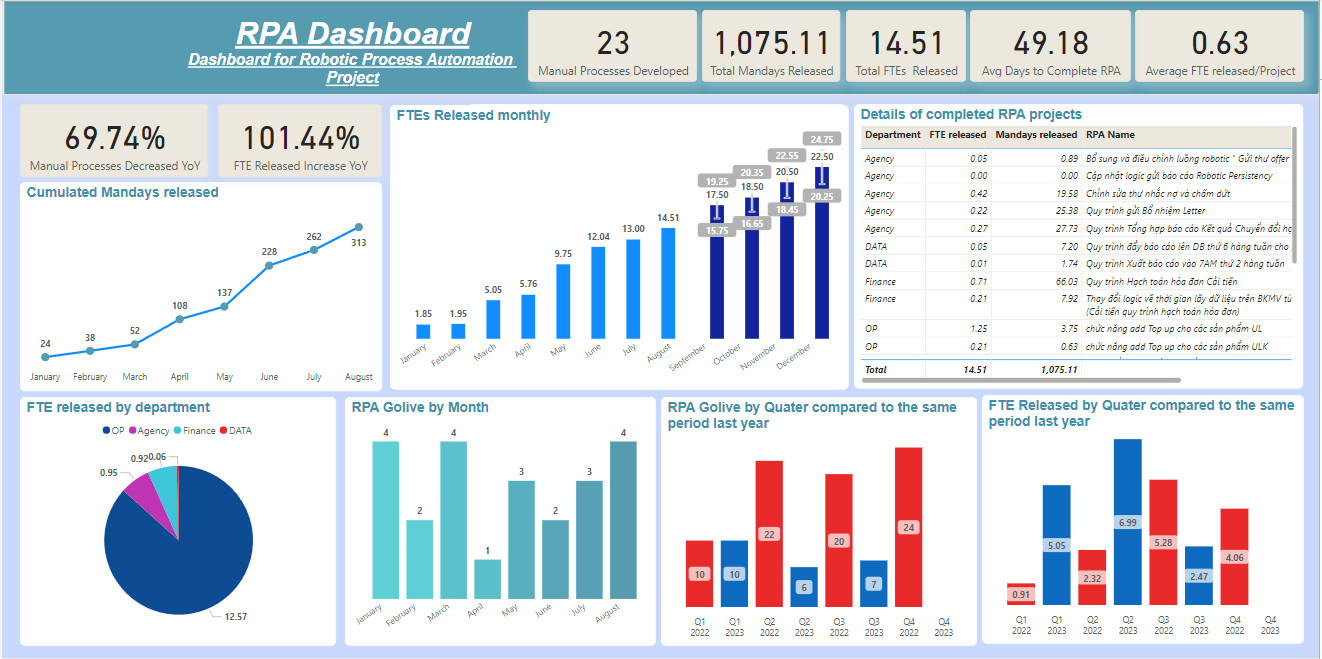 RPA Dashboard
Dashboard for Robotic Process Automation
Project
23
Manual Processes Developed
1,075.11
Total Mandays Released
14.51
Total FTEs Released
49.18
Avg Days to Complete RPA
0.63
Average FTE released/Project
69.74%
Manual Processes Decreased YoY
101.44%
FTE Released Increase YoY
Cumulated Mandays released
24
38
52
108
137
228
262
313
January
February
March
April
May
June
July
August
FTEs Released monthly
1.85
1.95
5.05
5.76
9.75
12.04
13.00
14.51
19.25
17.50
15.75
20.35
18.50
16.65
22.55
20.50
18.45
24.75
22.50
20.25
January
February
March
April
May
June
July
August
September
October
November
December
Details of completed RPA projects
Department FTE released Mandays released RPA Name
Agency 0.05 0.89 Bổ sung và điều chỉnh luồng robotic " Gửi thư offer
Agency 0.00 0.00 Cập nhật logic gửi báo cáo Robotic Persistency
Agency 0.42 19.58 Chỉnh sửa thư nhắc nợ và chấm dứt
Agency 0.22 25.38 Quy trình gửi Bổ nhiệm Letter
Agency 0.27 27.73 Quy trình Tổng hợp báo cáo Kết quả Chuyển đổi
DATA 0.05 7.20 Quy trình đẩy báo cáo lên DB thứ 6 hàng tuần cho
DATA 0.01 1.74 Quy trình Xuất báo cáo vào 7AM thứ 2 hàng tuần
Finance 0.71 66.03 Quy trình Hạch toán hóa đơn Cải tiến
Finance 0.21 7.92 Thay đổi logic về thời gian lấy dữ liệu trên BKMV từ
(Cải tiến quy trình hạch toán hóa đơn)
OP 1.25 3.75 chức năng add Top up cho các sản phẩm UL
OP 0.21 0.63 chức năng add Top up cho các sản phẩm ULK
Total 14.51 1,075.11
FTE released by department
OP Agency Finance DATA
0.92
0.06
0.95
12.57
RPA Golive by Month
4
2
4
1
3
2
3
4
January
February
March
April
May
June
July
August
RPA Golive by Quater compared to the same
period last year
10
10
22
6
20
7
24
Q1 Q1 Q2 Q2 Q3 Q3 Q4 Q4
2022 2023 2022 2023 2022 2023 2022 2023
FTE Released by Quater compared to the same
period last year
0.91
5.05
2.32
6.99
5.28
2.47
4.06
Q1 Q1 Q2 Q2 Q3 Q3 Q4 Q4
2022 2023 2022 2023 2022 2023 2022 2023